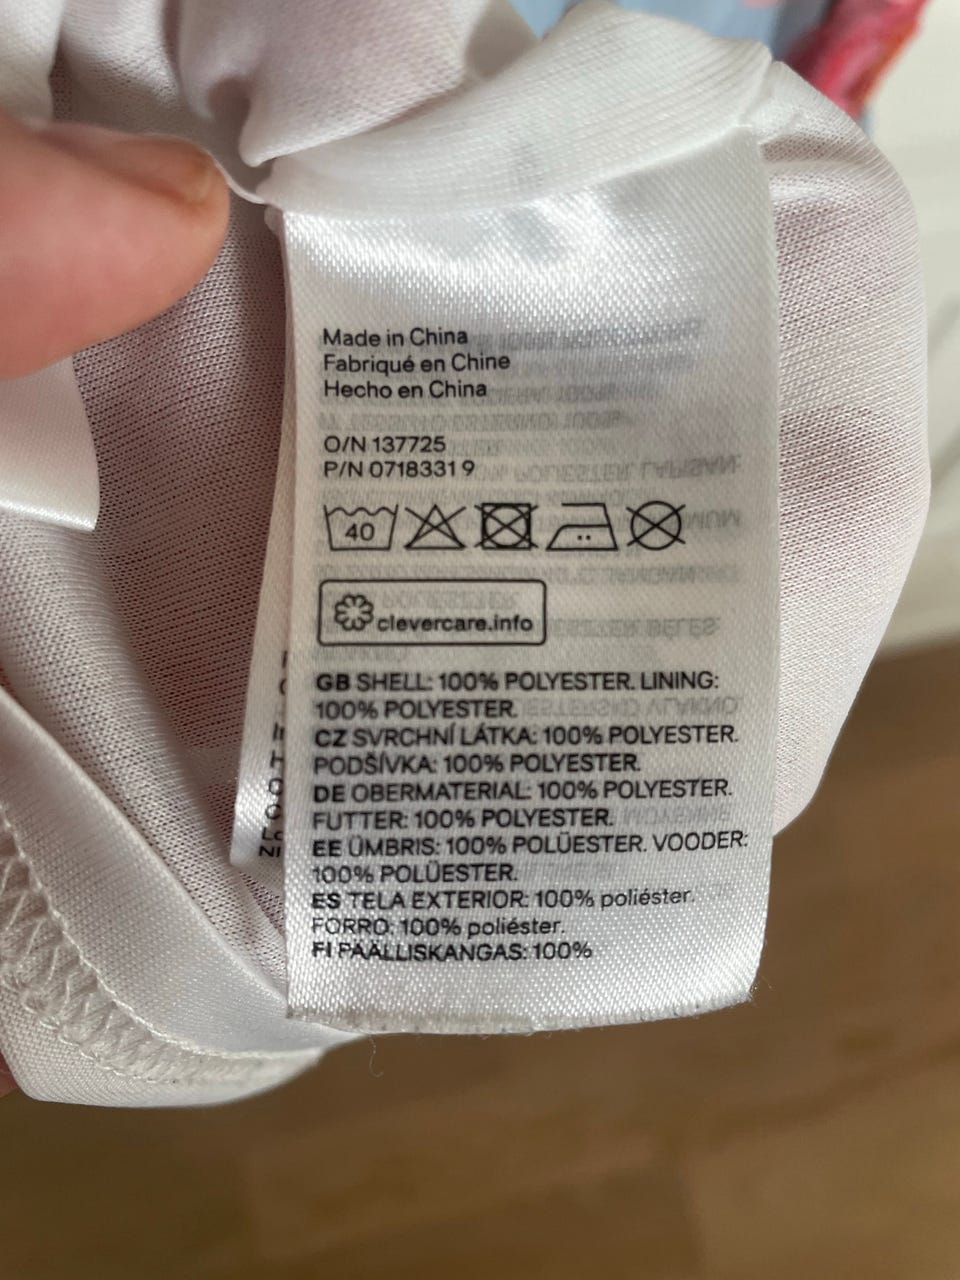 Made in China
Fabriqué en Chine
Hecho en China
O/N 137725
P/N 0718331 9
40
clevercare.info
GB SHELL: 100% POLYESTER. LINING:
100% POLYESTER.
CZ SVRCHNÍ LÁTKA: 100% POLYESTER.
PODŠÍVKA: 100% POLYESTER.
DE OBERMATERIAL: 100% POLYESTER.
FUTTER: 100% POLYESTER.
EE ÜMBRIS: 100% POLÜESTER. VOODER:
100% POLÜESTER.
ES TELA EXTERIOR: 100% poliéster.
FORRO: 100% poliéster.
FI PÄÄLLISKANGAS: 100%